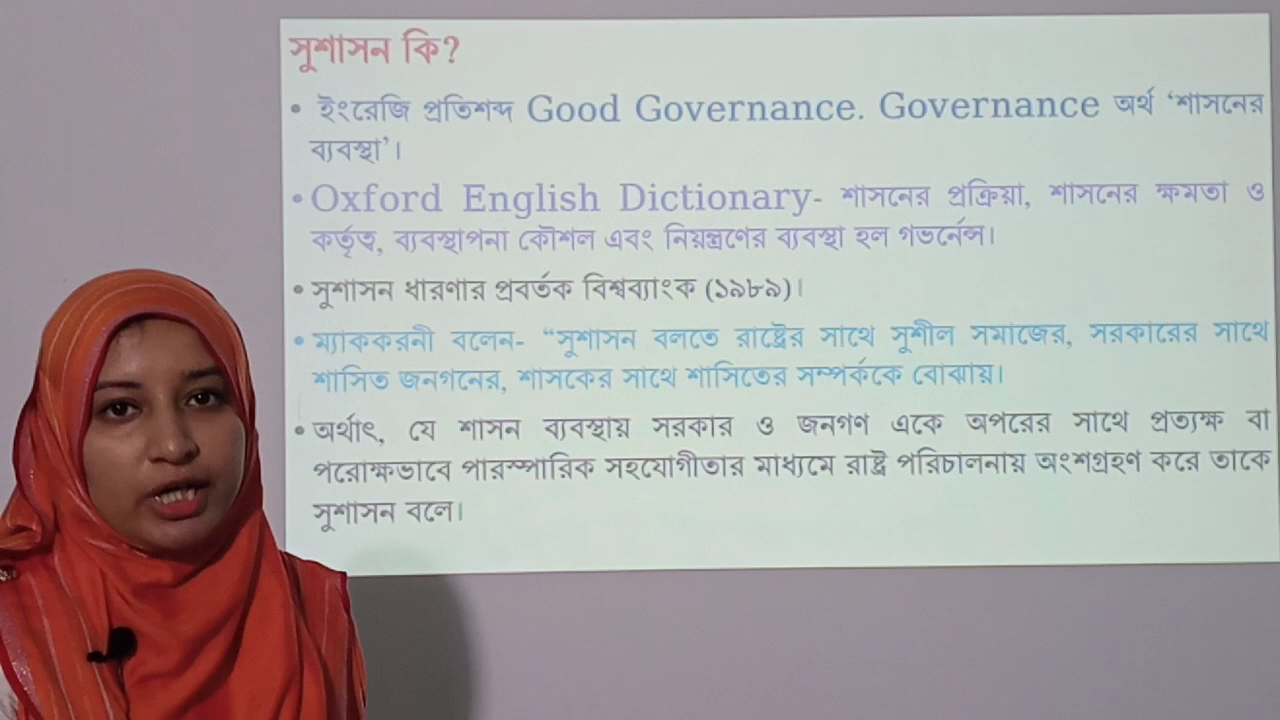 সুশাসন কি?
• ইংরেজি প্রতিশব্দ Good Governance. Governance অর্থ ‘শাসনের
ব্যবস্থা’।
• Oxford English Dictionary- শাসনের প্রক্রিয়া, শাসনের ক্ষমতা ও
কর্তৃত্ব, ব্যবস্থাপনা কৌশল এবং নিয়ন্ত্রণের ব্যবস্থা হল গভর্নেন্স।
• সুশাসন ধারণার প্রবর্তক বিশ্বব্যাংক (১৯৮৯)।
• ম্যাককরনী বলেন- “সুশাসন বলতে রাষ্ট্রের সাথে সুশীল সমাজের, সরকারের সাথে
শাসিত জনগনের, শাসকের সাথে শাসিতের সম্পর্ককে বোঝায়।
• অর্থাৎ, যে শাসন ব্যবস্থায় সরকার ও জনগণ একে অপরের সাথে প্রত্যক্ষ বা
পরোক্ষভাবে পারস্পারিক সহযোগীতার মাধ্যমে রাষ্ট্র পরিচালনায় অংশগ্রহণ করে তাকে
সুশাসন বলে।